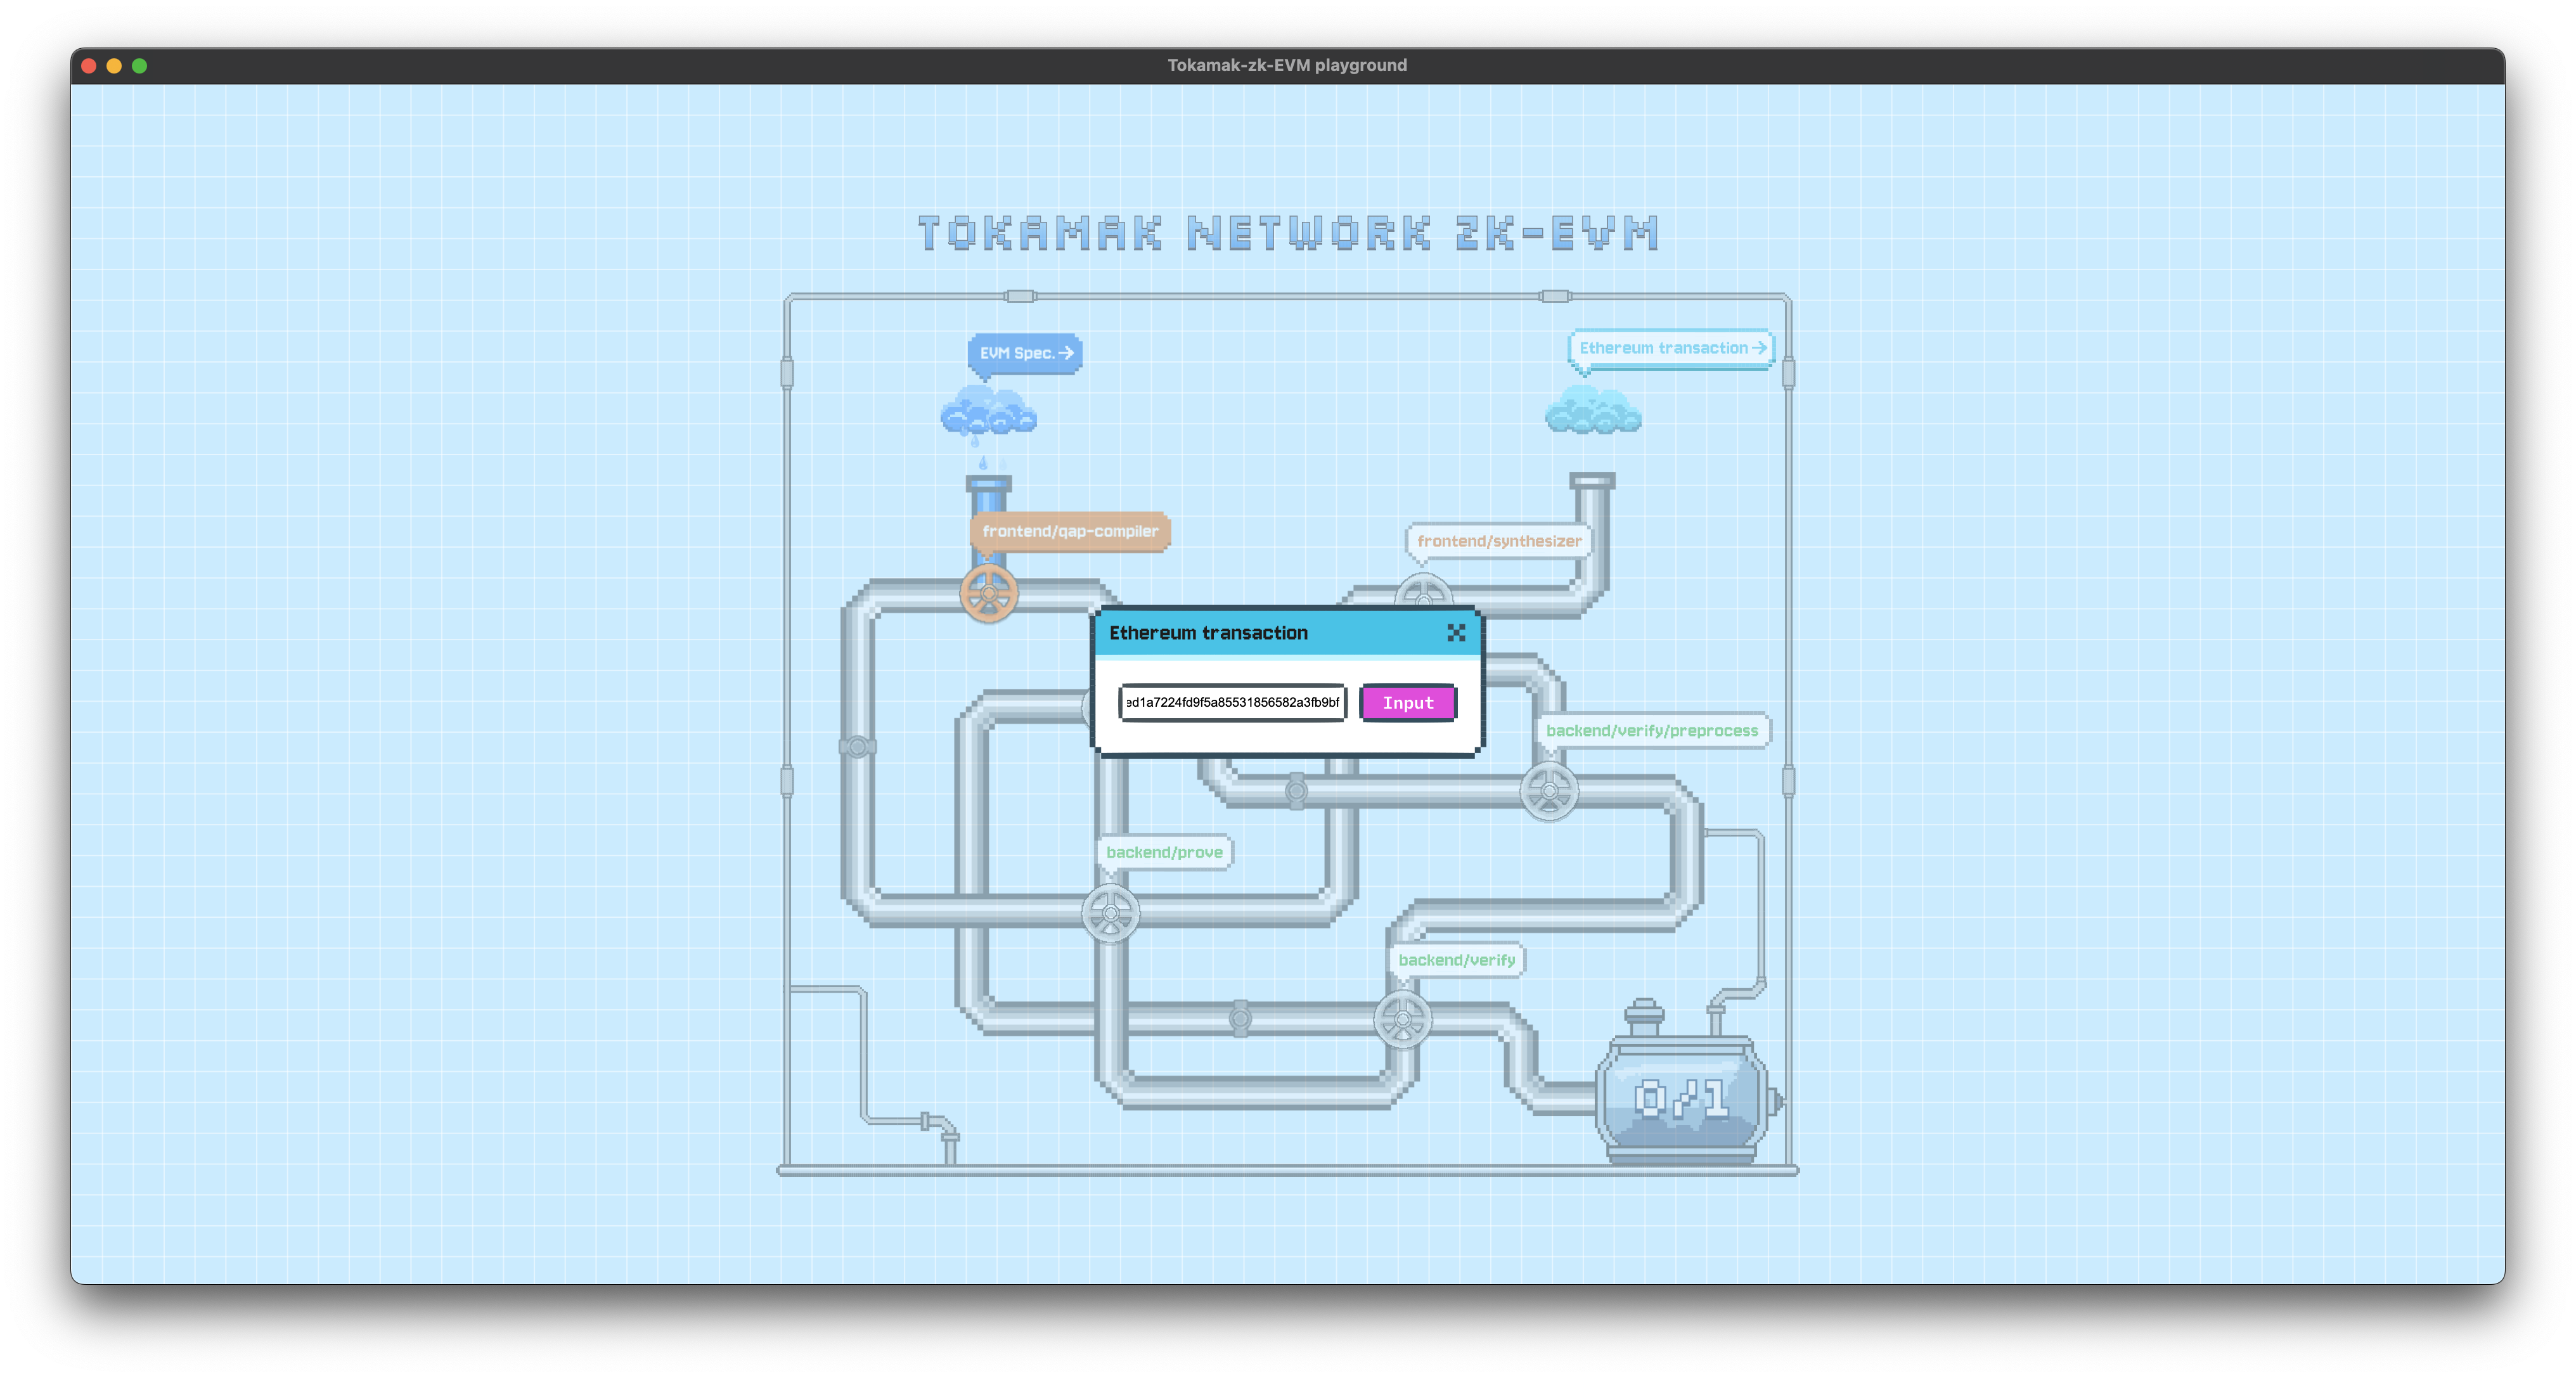 Tokamak-zk-EVM playground
TOKAMAK NETWORK ZK-EVM
EVM Spec.→
Ethereum transaction→
frontend/qap-compiler
frontend/synthesizer
Ethereum transaction
ed1a7224fd9f5a85531856582a3fb9bf
Input
backend/verify/preprocess
backend/prove
backend/verify
0/1